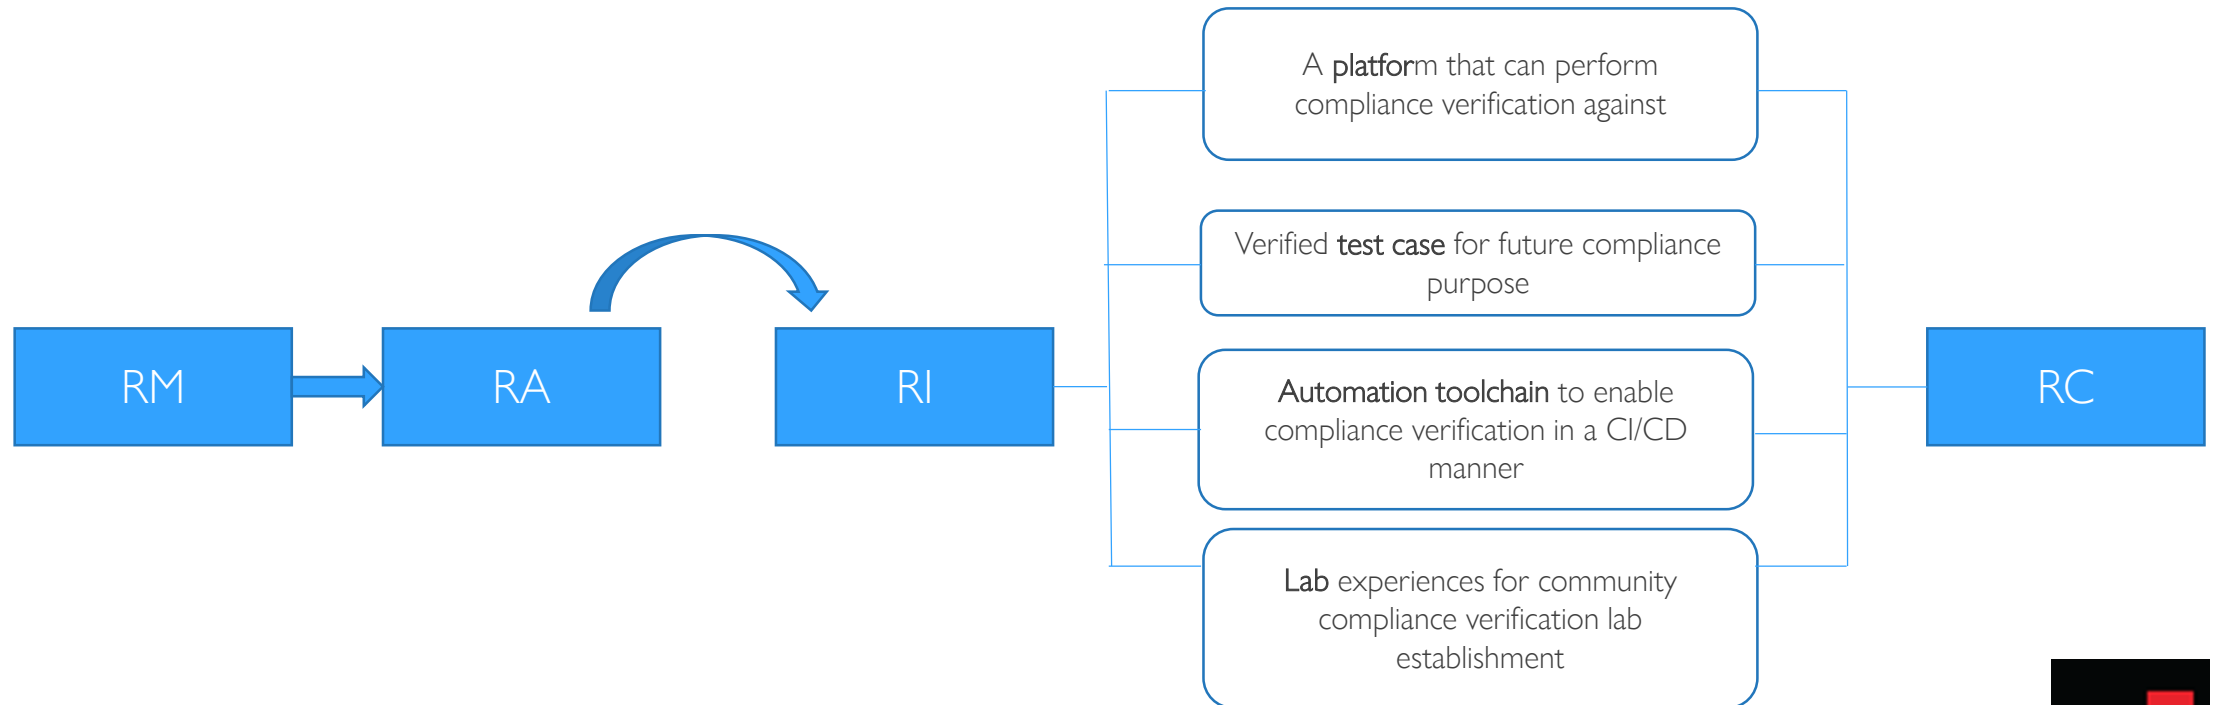 RM
RA
RI
A platform that can perform
compliance verification against
Verified test case for future compliance
purpose
Automation toolchain to enable
compliance verification in a CI/CD
manner
Lab experiences for community
compliance verification lab
establishment
RC